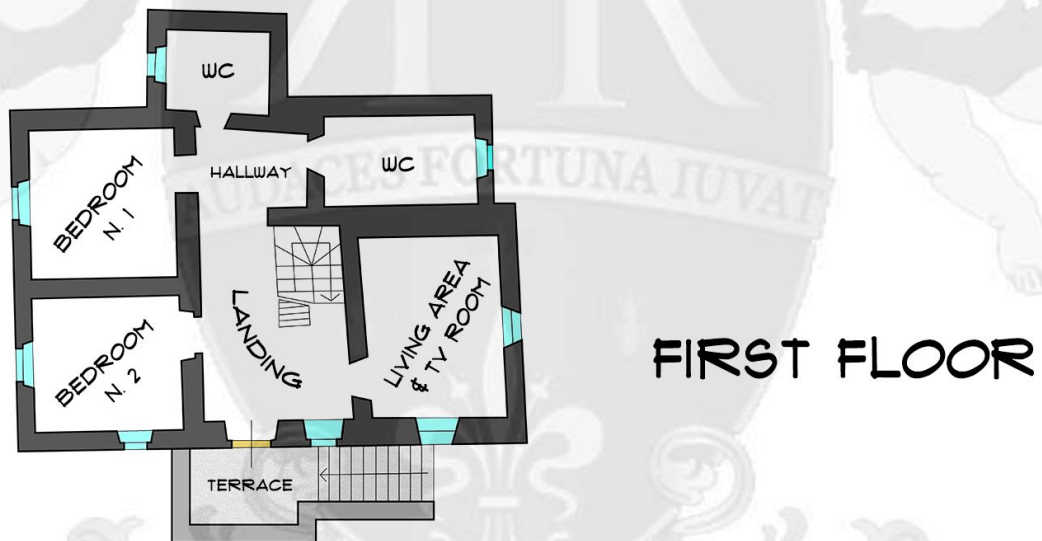 WC
HALLWAY
WC
BEDROOM
N. 1
BEDROOM
N. 2
LANDING
LIVING AREA
& TV ROOM
TERRACE
FIRST FLOOR
AUDACES FORTUNA IUVAT